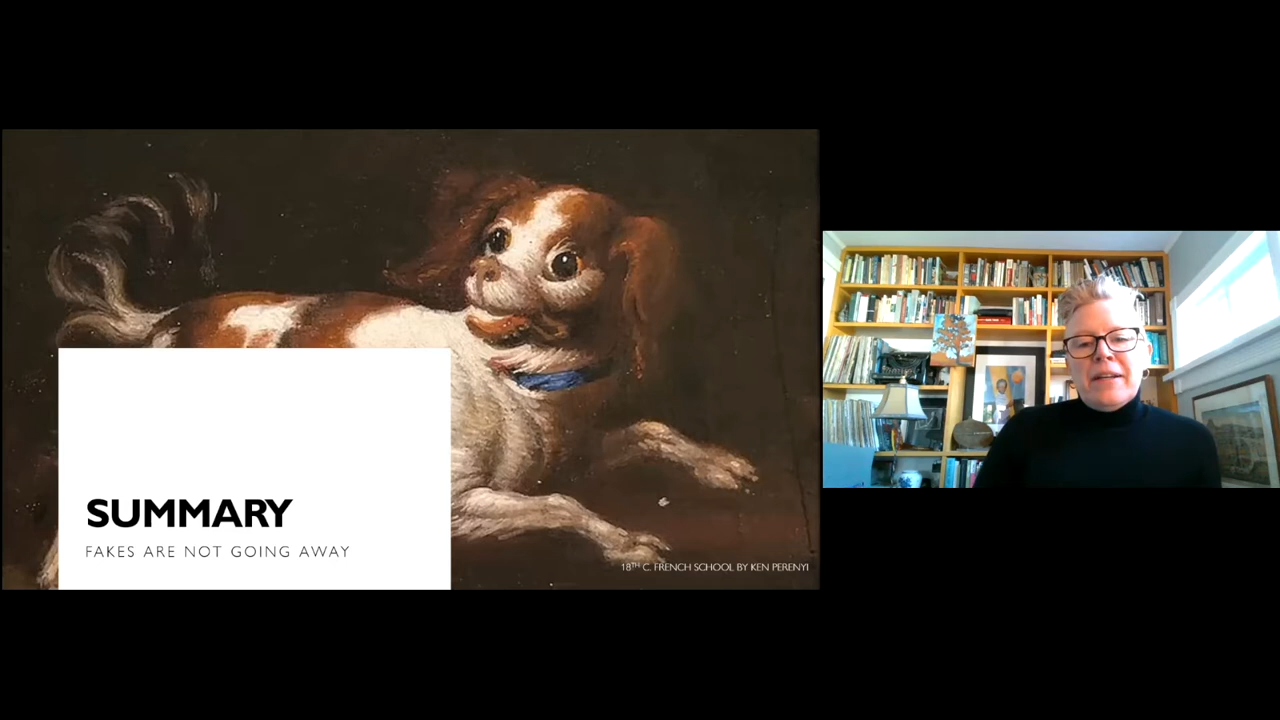 SUMMARY
FAKES ARE NOT GOING AWAY
18TH C. FRENCH SCHOOL BY KEN PERENYI